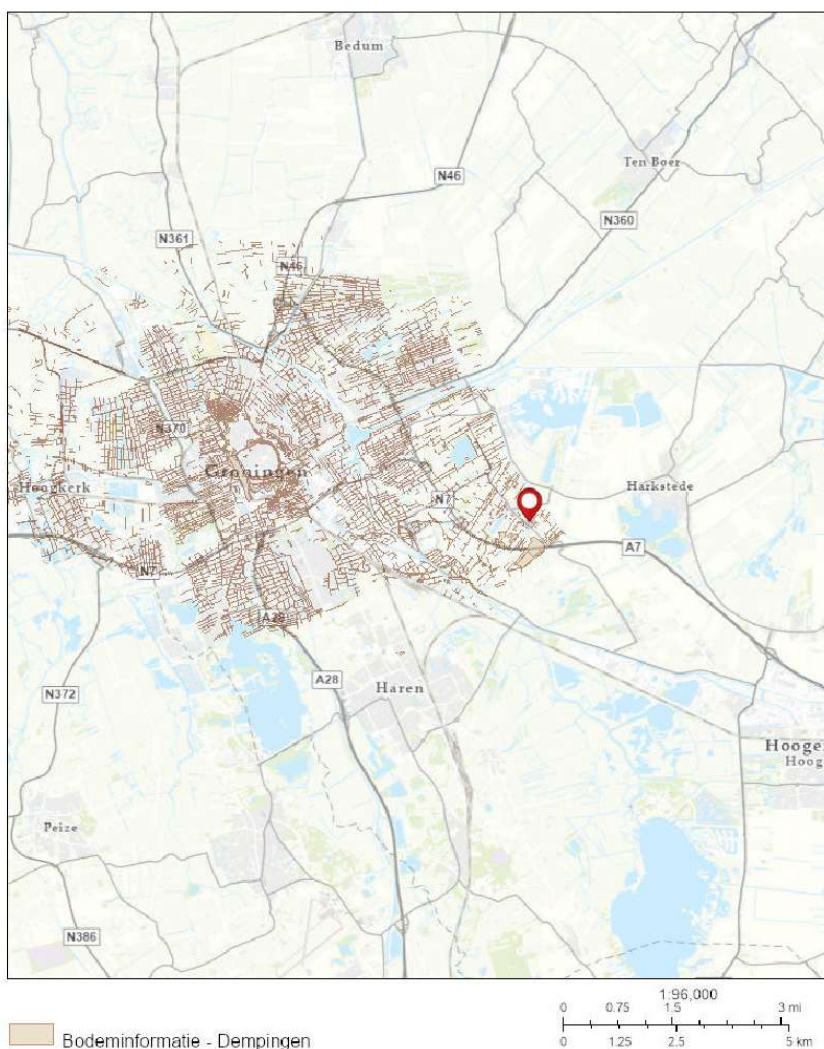 Bedum
Ten Boer
N46
N360
N361
N46
N370
Groningen
Hoogkerk
Harkstede
N7
A7
N7
A28
A28
Haren
N372
Hooge
Hoog
Peize
N386
1:96,000
0 0.75 1.5 3 mi
0 1.25 2.5 5 km
Bodeminformatie - Dempingen